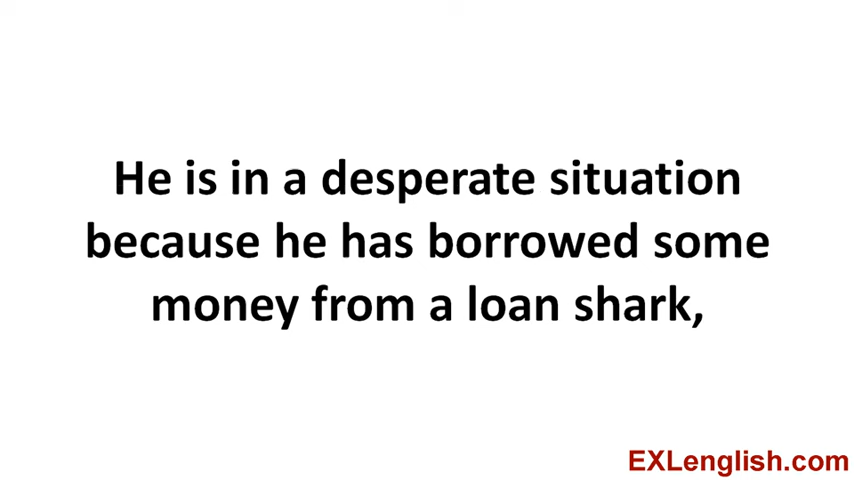 He is in a desperate situation
because he has borrowed some
money from a loan shark,
EXLenglish.com